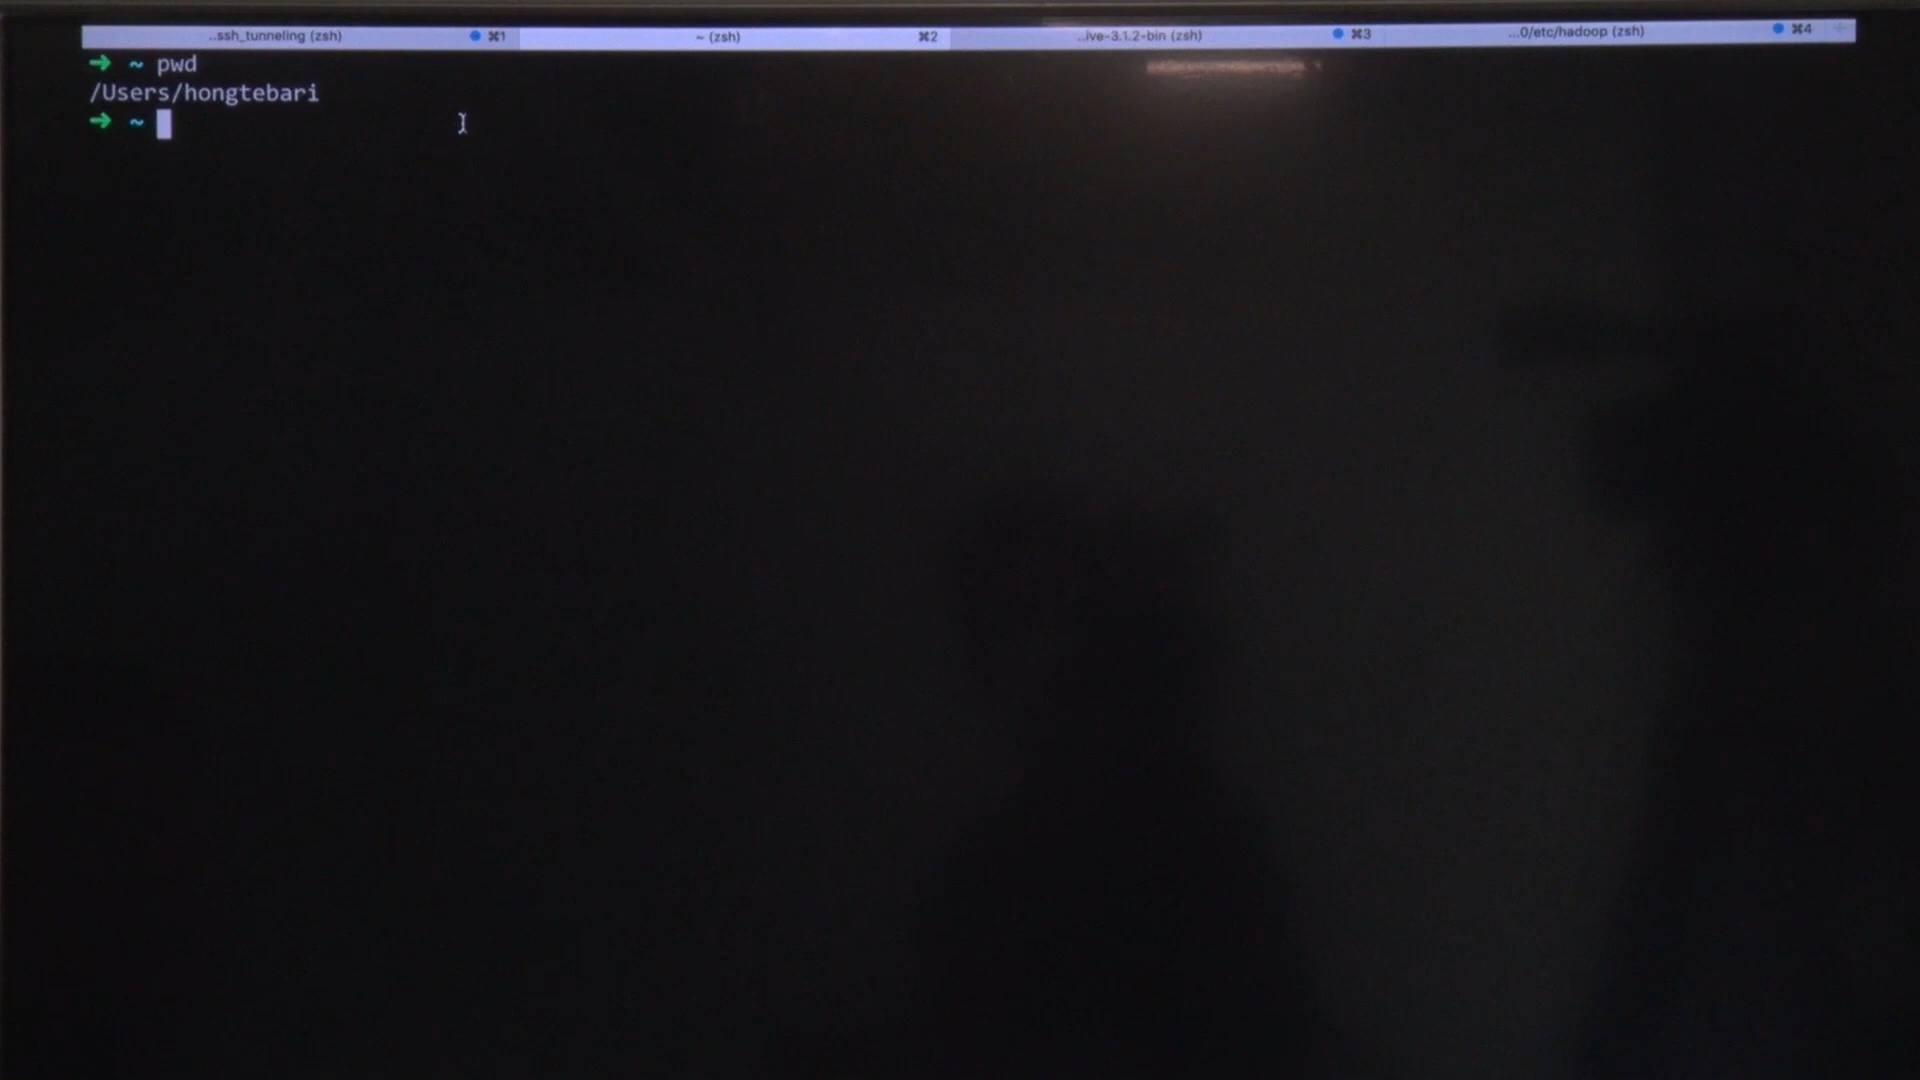 ..ssh_tunneling (zsh) ⌘1 ~ (zsh) ⌘2 ..ive-3.1.2-bin (zsh) ⌘3 ...0/etc/hadoop (zsh) ⌘4
➜ ~ pwd
/Users/hongtebari
➜ ~